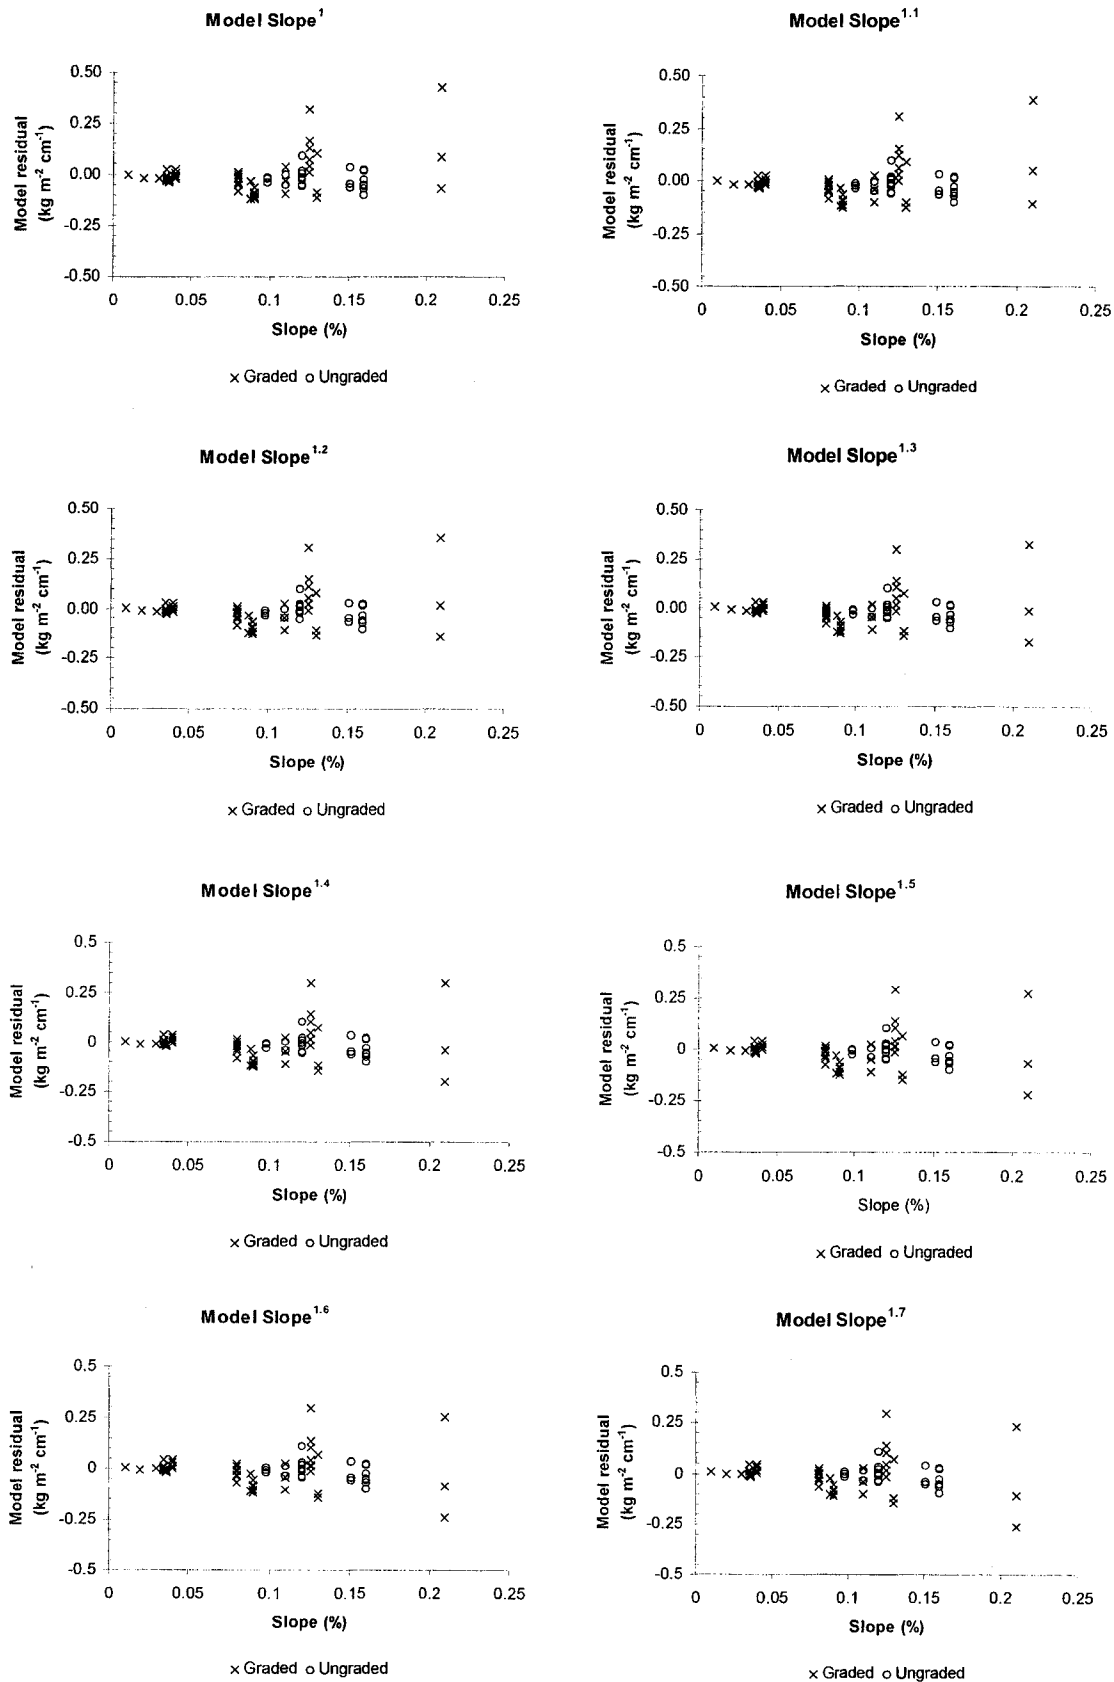 Model Slope¹
Model residual
(kg m⁻² cm⁻¹)
0.50
0.25
0.00
-0.25
-0.50
0
0.05
0.1
0.15
0.2
0.25
Slope (%)
× Graded o Ungraded
Model Slope¹·¹
Model residual
(kg m⁻² cm⁻¹)
0.50
0.25
0.00
-0.25
-0.50
0
0.05
0.1
0.15
0.2
0.25
Slope (%)
× Graded o Ungraded
Model Slope¹·²
Model residual
(kg m⁻² cm⁻¹)
0.50
0.25
0.00
-0.25
-0.50
0
0.05
0.1
0.15
0.2
0.25
Slope (%)
× Graded o Ungraded
Model Slope¹·³
Model residual
(kg m⁻² cm⁻¹)
0.50
0.25
0.00
-0.25
-0.50
0
0.05
0.1
0.15
0.2
0.25
Slope (%)
× Graded o Ungraded
Model Slope¹·⁴
Model residual
(kg m⁻² cm⁻¹)
0.5
0.25
0
-0.25
-0.5
0
0.05
0.1
0.15
0.2
0.25
Slope (%)
× Graded o Ungraded
Model Slope¹·⁵
Model residual
(kg m⁻² cm⁻¹)
0.5
0.25
0
-0.25
-0.5
0
0.05
0.1
0.15
0.2
0.25
Slope (%)
× Graded o Ungraded
Model Slope¹·⁶
Model residual
(kg m⁻² cm⁻¹)
0.5
0.25
0
-0.25
-0.5
0
0.05
0.1
0.15
0.2
0.25
Slope (%)
× Graded o Ungraded
Model Slope¹·⁷
Model residual
(kg m⁻² cm⁻¹)
0.5
0.25
0
-0.25
-0.5
0
0.05
0.1
0.15
0.2
0.25
Slope (%)
× Graded o Ungraded